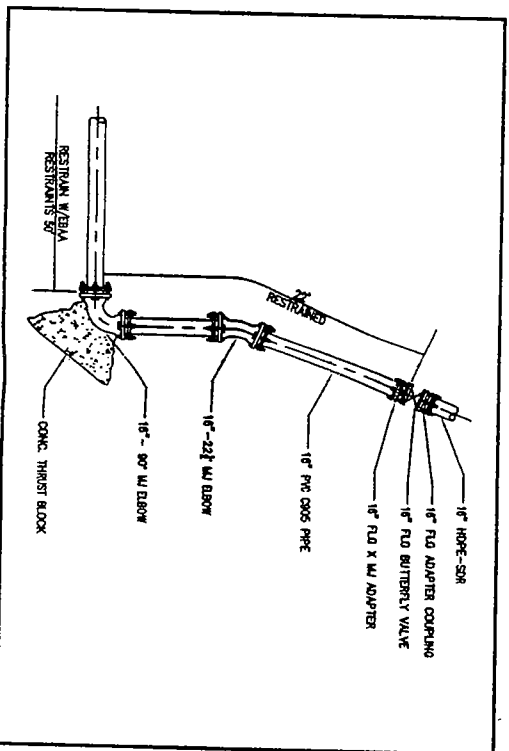 16" HDPE-SDR
16" FLG ADAPTER COUPLING
16" FLG BUTTERFLY VALVE
16" FLG X MJ ADAPTER
16" PVC C905 PIPE
16"-22½° MJ ELBOW
16"- 90° MJ ELBOW
CONC. THRUST BLOCK
RESTRAINED
RESTRAIN W/EBAA
RESTRAINTS 50'